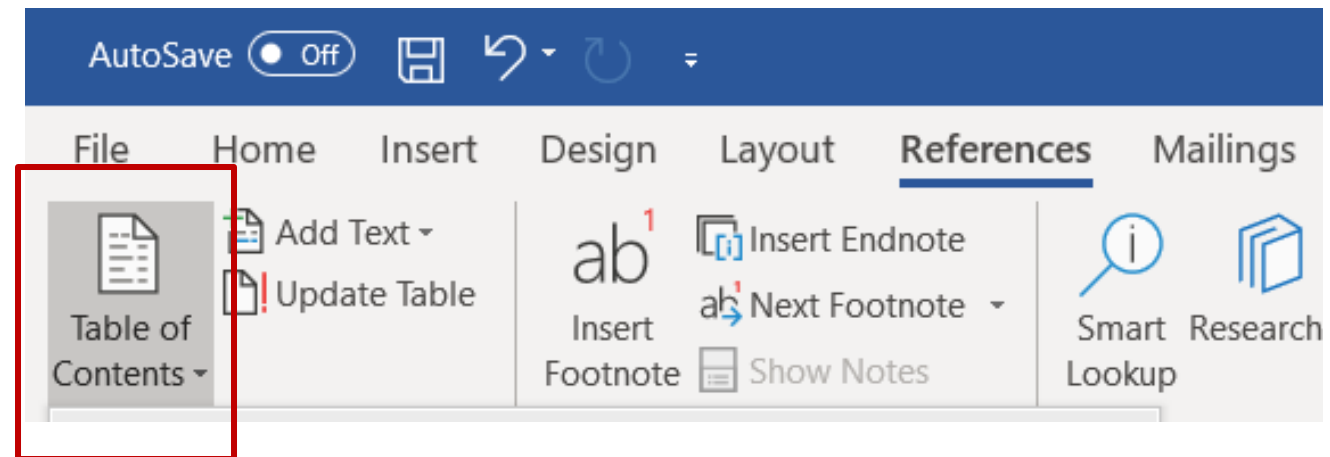 AutoSave Off
File Home Insert Design Layout References Mailings
Table of
Contents
Add Text
Update Table
ab1
Insert
Footnote
Insert Endnote
Next Footnote
Show Notes
Smart
Lookup
Research